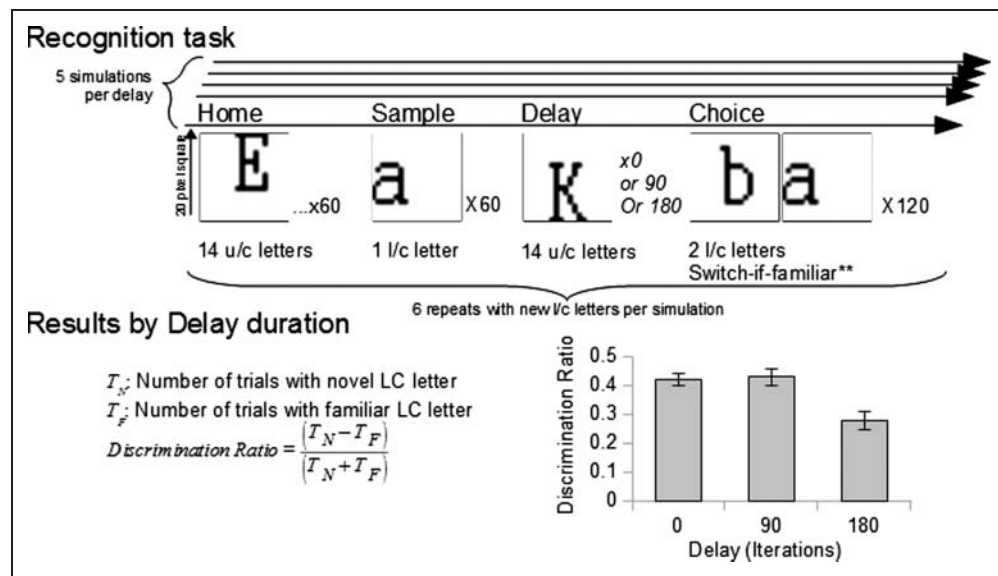 Recognition task
5 simulations
per delay
Home Sample Delay Choice
20 pixel square
E
...x60
a
X60
K
x0
or 90
Or 180
b a
X120
14 u/c letters 1 l/c letter 14 u/c letters 2 l/c letters
Switch-if-familiar**
6 repeats with new l/c letters per simulation
Results by Delay duration
T_N: Number of trials with novel LC letter
T_F: Number of trials with familiar LC letter
Discrimination Ratio = (T_N−T_F)
(T_N+T_F)
Discrimination Ratio
0.5
0.4
0.3
0.2
0.1
0
0 90 180
Delay (Iterations)